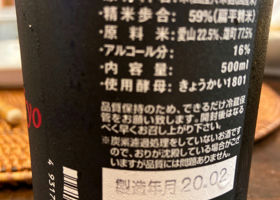 ・精米歩合：59%(扁平精米)
・原料米：愛山22.5%、雄町77.5%
・アルコール分：16%
・内容量：500ml
・使用酵母：きょうかい1801
品質保持のため、できるだけ冷蔵保
管をお願い致します。開封後はなる
べく早くお召し上がり下さい。
※炭素濾過処理をしていないお酒です
ので、おりが沈殿している場合がござ
いますが品質には問題ありません。
製造年月 20.02
4 9317